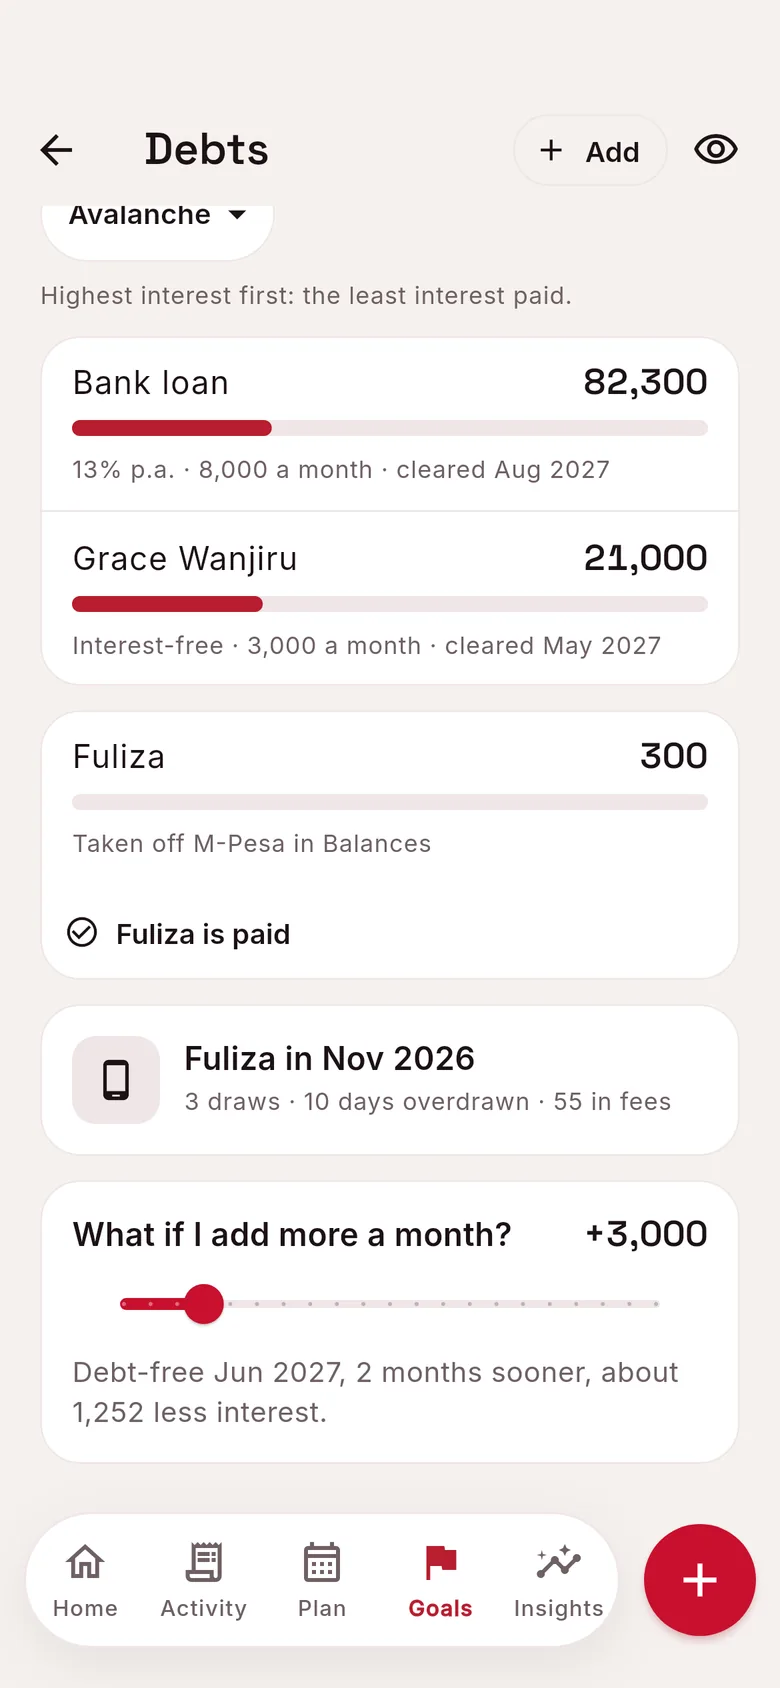 Debts
+ Add
Avalanche
Highest interest first: the least interest paid.
Bank loan 82,300
13% p.a. · 8,000 a month · cleared Aug 2027
Grace Wanjiru 21,000
Interest-free · 3,000 a month · cleared May 2027
Fuliza 300
Taken off M-Pesa in Balances
Fuliza is paid
Fuliza in Nov 2026
3 draws · 10 days overdrawn · 55 in fees
What if I add more a month? +3,000
Debt-free Jun 2027, 2 months sooner, about
1,252 less interest.
Home Activity Plan Goals Insights